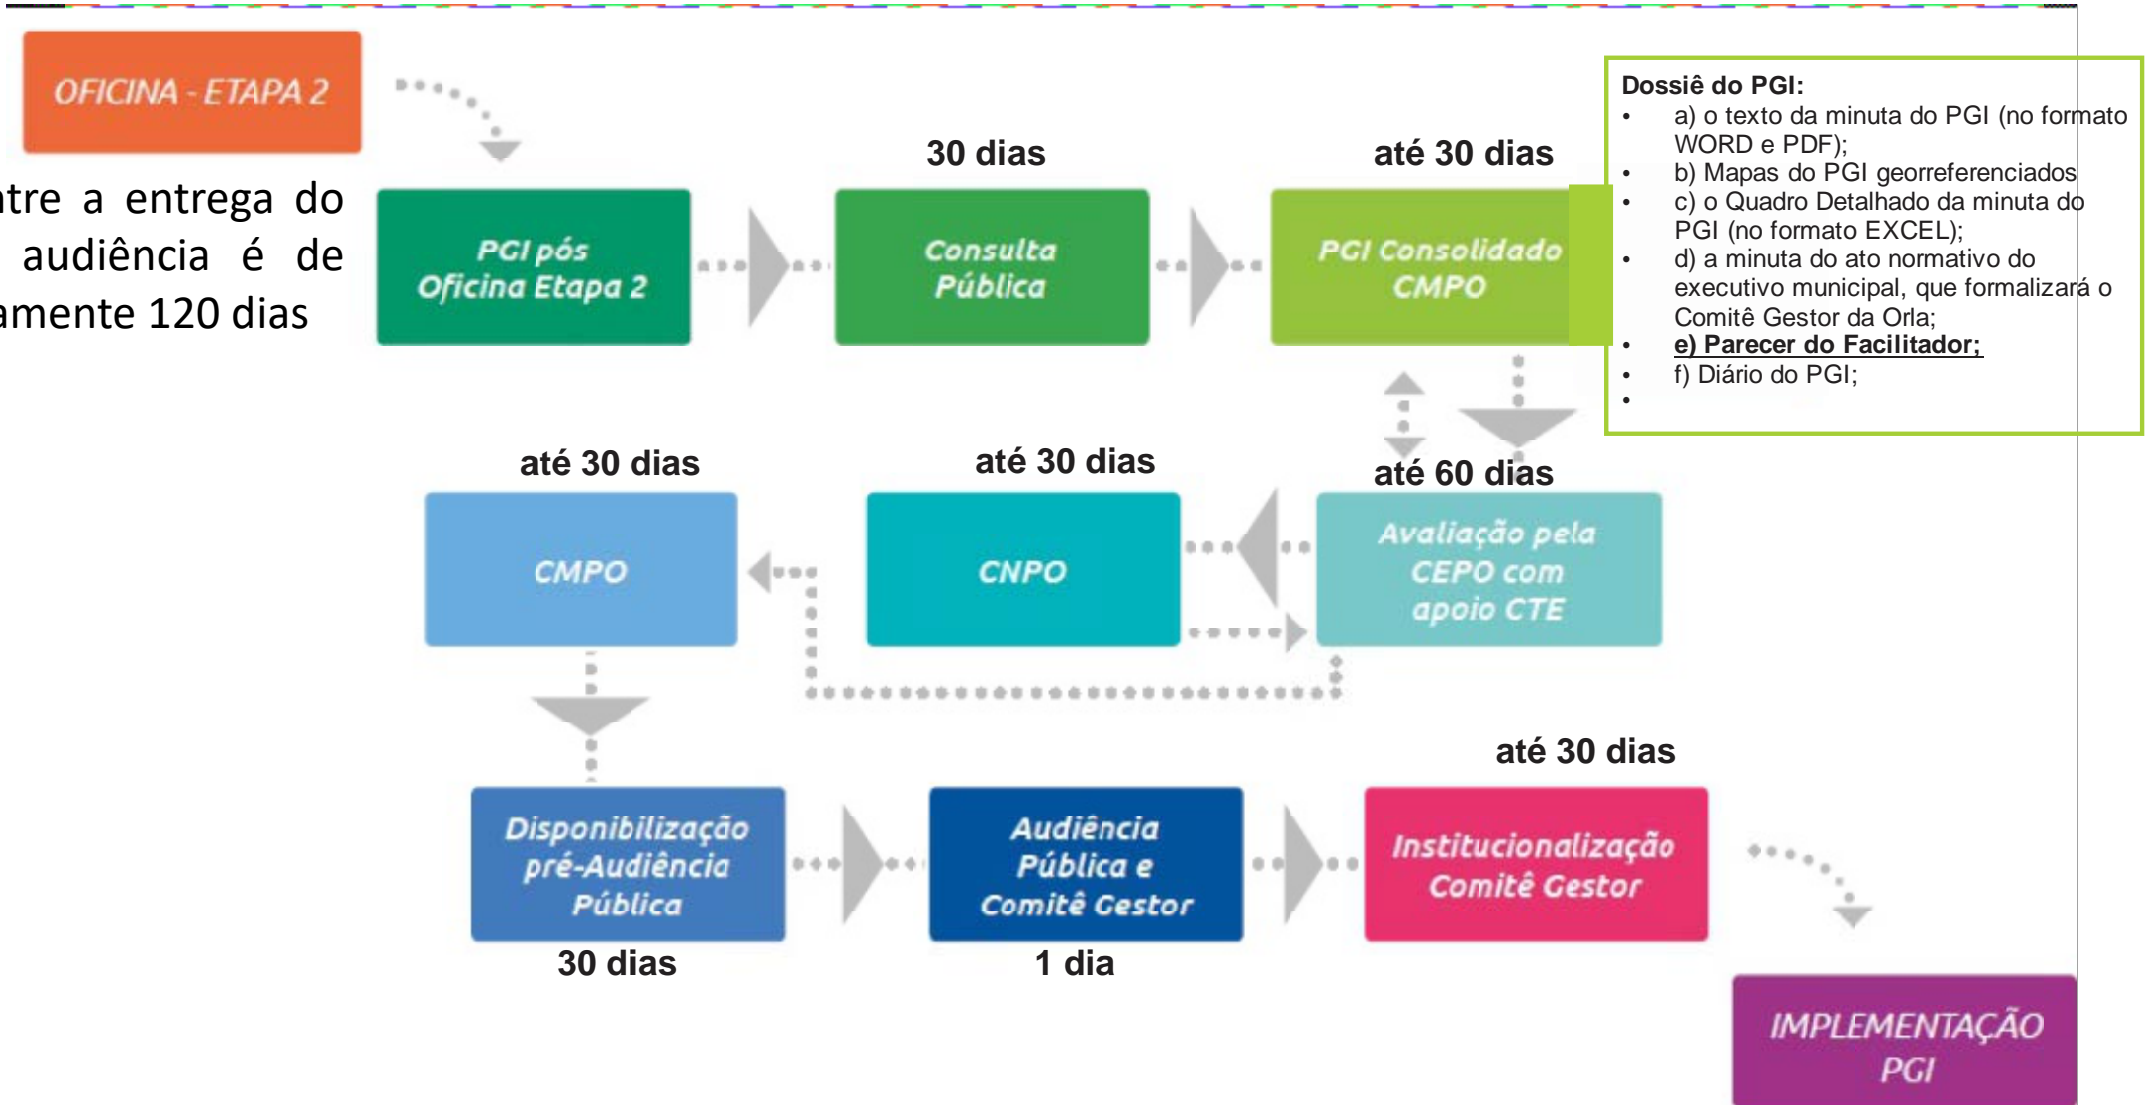 OFICINA - ETAPA 2
ntre a entrega do
audiência é de
amente 120 dias
PGI pós
Oficina Etapa 2
30 dias
Consulta
Pública
até 30 dias
PGI Consolidado
CMPO
Dossiê do PGI:
• a) o texto da minuta do PGI (no formato
WORD e PDF);
• b) Mapas do PGI georreferenciados
• c) o Quadro Detalhado da minuta do
PGI (no formato EXCEL);
• d) a minuta do ato normativo do
executivo municipal, que formalizará o
Comitê Gestor da Orla;
• e) Parecer do Facilitador;
• f) Diário do PGI;
•
até 30 dias
CMPO
até 30 dias
CNPO
até 60 dias
Avaliação pela
CEPO com
apoio CTE
Disponibilização
pré-Audiência
Pública
30 dias
Audiência
Pública e
Comitê Gestor
1 dia
até 30 dias
Institucionalização
Comitê Gestor
IMPLEMENTAÇÃO
PGI